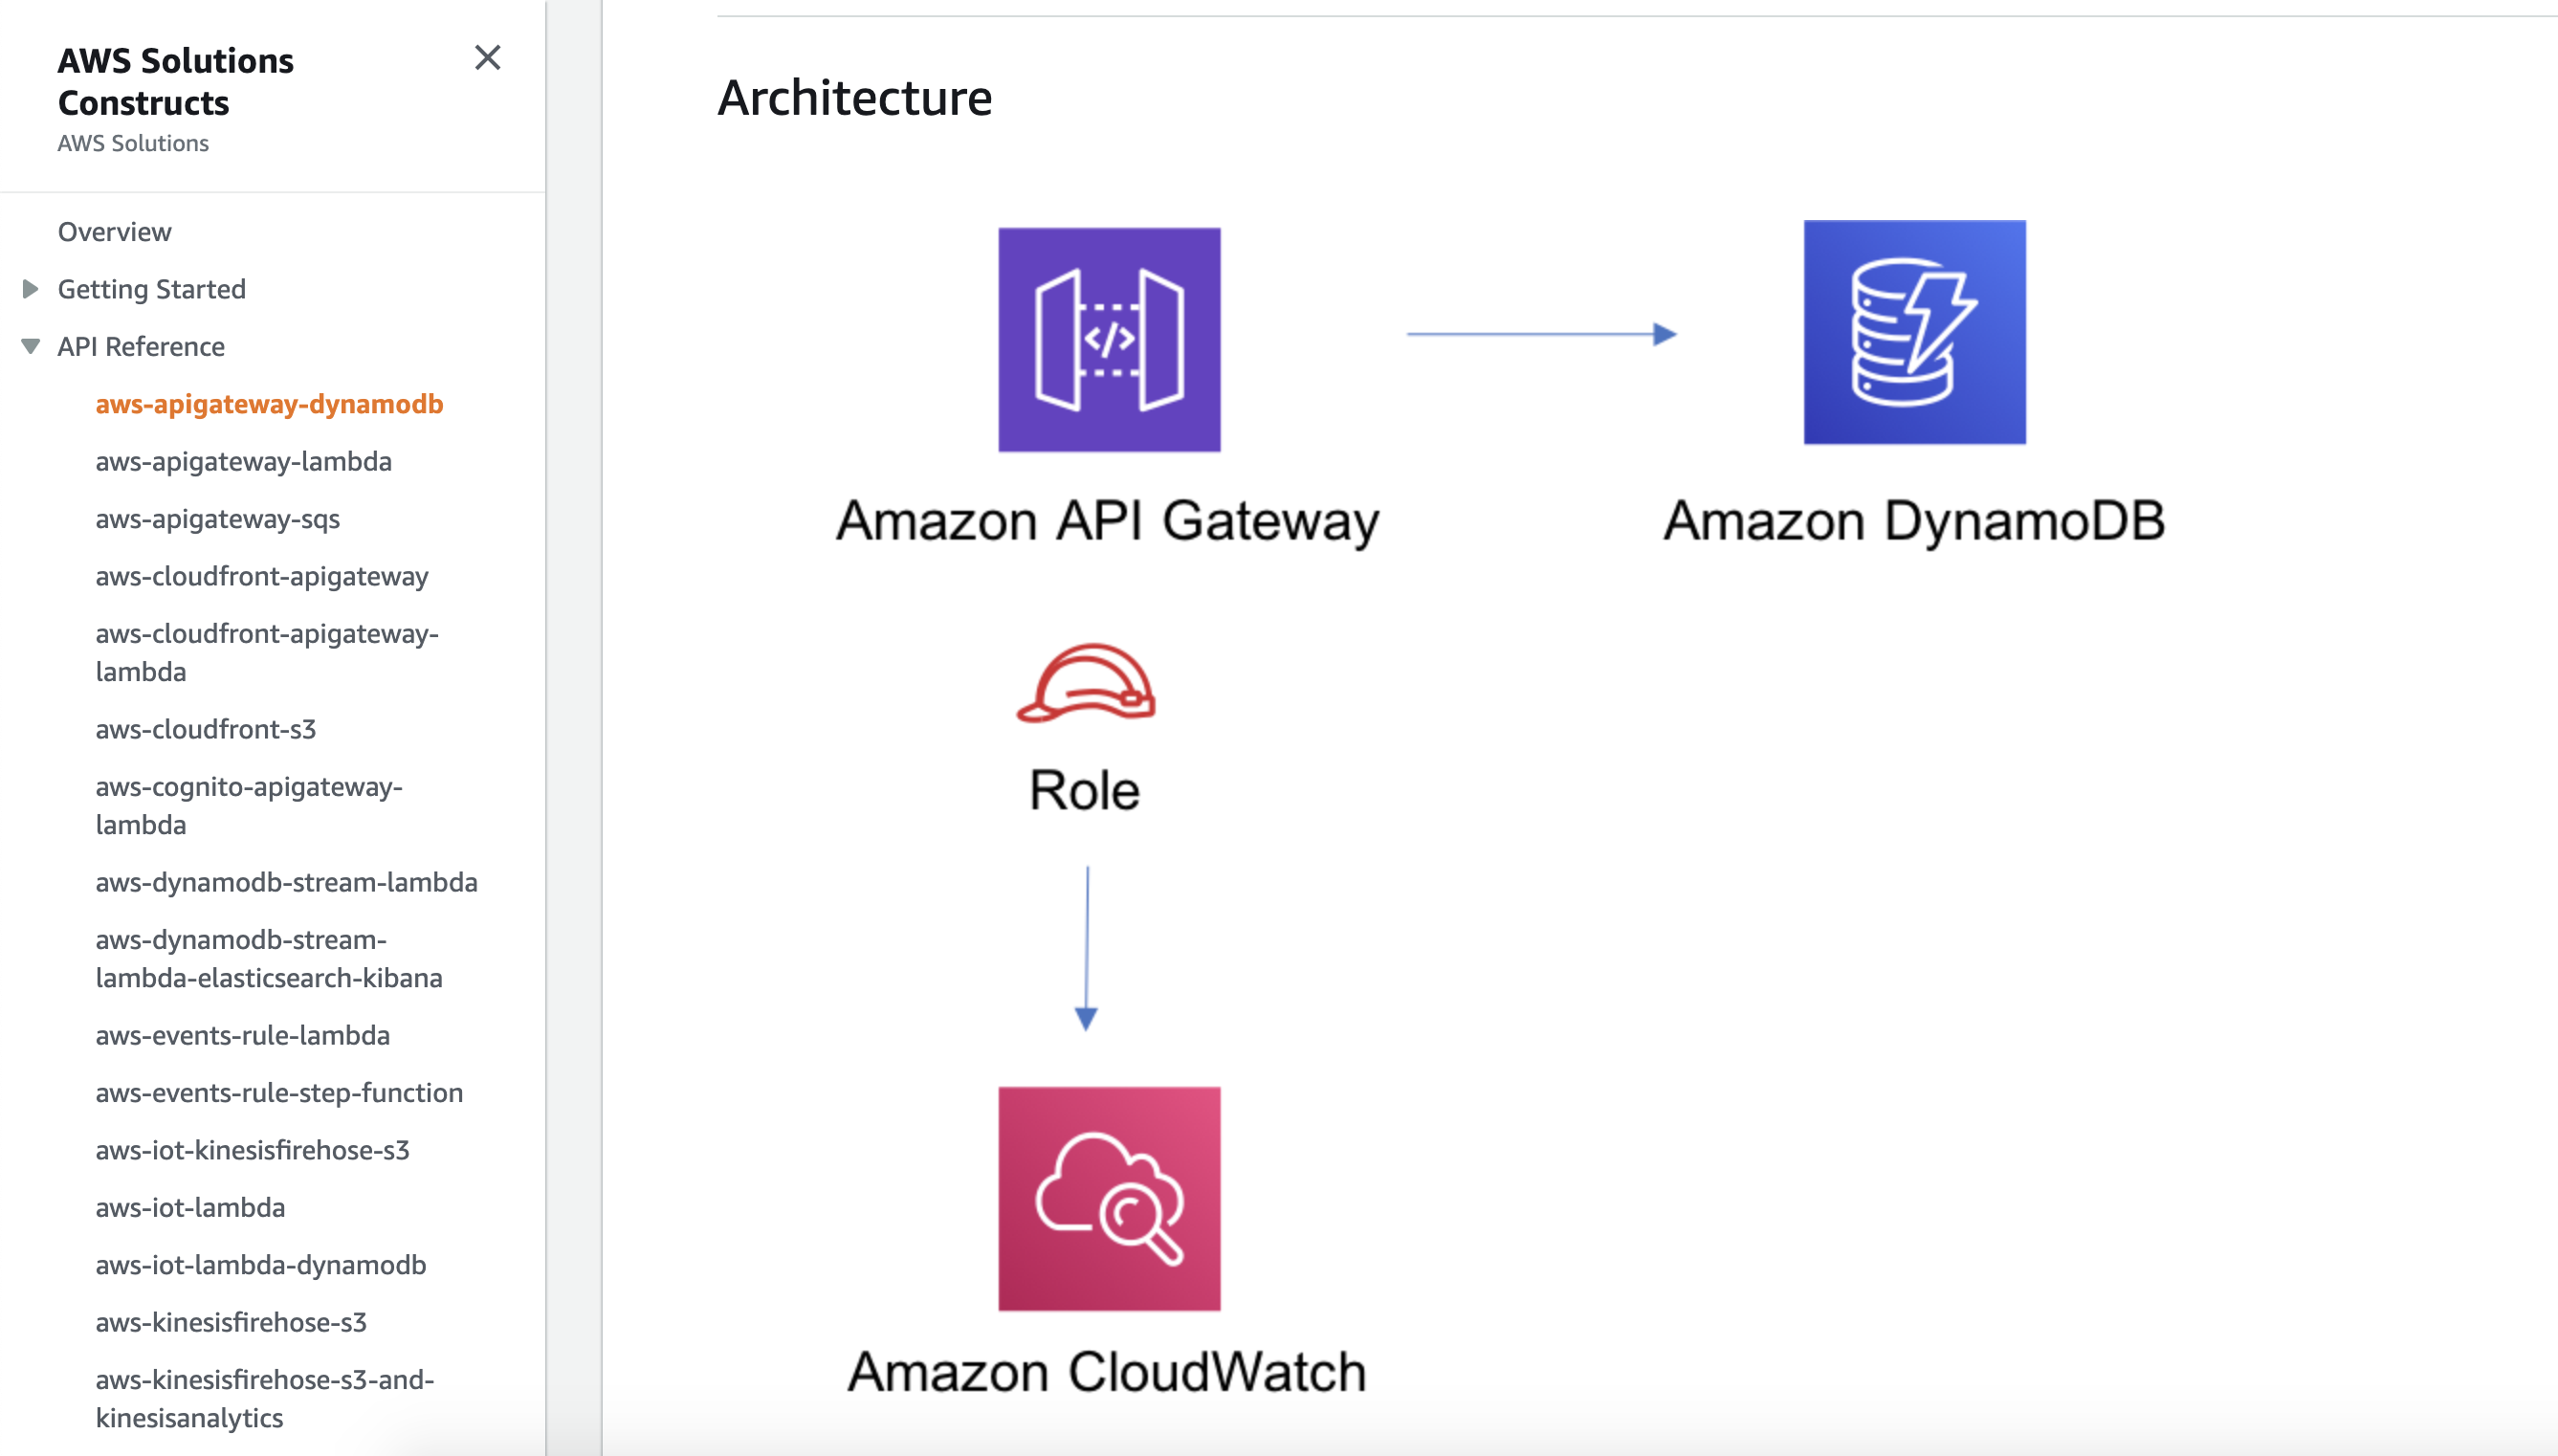 AWS Solutions
Constructs
AWS Solutions
Overview
Getting Started
API Reference
aws-apigateway-dynamodb
aws-apigateway-lambda
aws-apigateway-sqs
aws-cloudfront-apigateway
aws-cloudfront-apigateway-
lambda
aws-cloudfront-s3
aws-cognito-apigateway-
lambda
aws-dynamodb-stream-lambda
aws-dynamodb-stream-
lambda-elasticsearch-kibana
aws-events-rule-lambda
aws-events-rule-step-function
aws-iot-kinesisfirehose-s3
aws-iot-lambda
aws-iot-lambda-dynamodb
aws-kinesisfirehose-s3
aws-kinesisfirehose-s3-and-
kinesisanalytics
Architecture
</>
Amazon API Gateway
Amazon DynamoDB
Role
Amazon CloudWatch